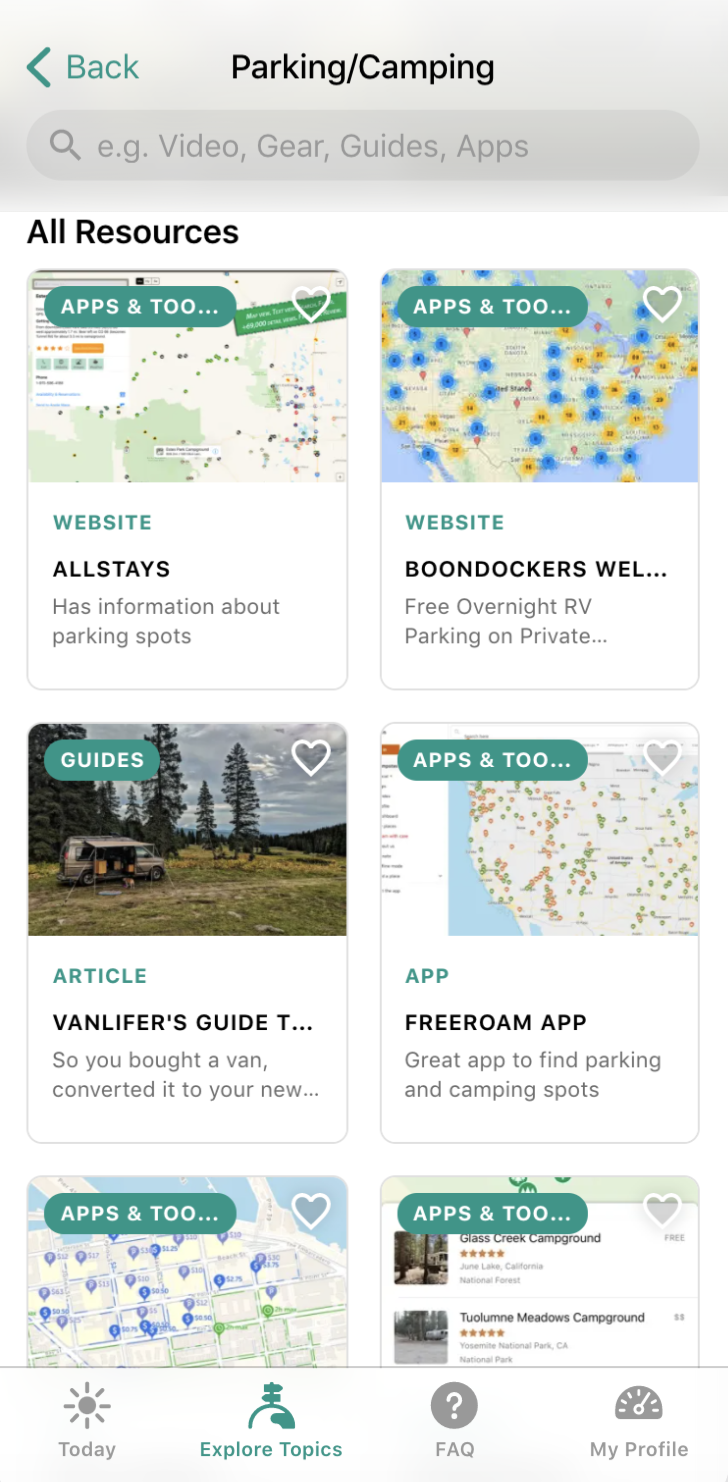 Back
Parking/Camping
e.g. Video, Gear, Guides, Apps
All Resources
APPS & TOO...
APPS & TOO...
United States
WEBSITE
WEBSITE
ALLSTAYS
BOONDOCKERS WEL...
Has information about
parking spots
Free Overnight RV
Parking on Private...
GUIDES
APPS & TOO...
ARTICLE
APP
VANLIFER'S GUIDE T...
FREEROAM APP
So you bought a van,
converted it to your new...
Great app to find parking
and camping spots
APPS & TOO...
APPS & TOO...
Glass Creek Campground
FREE
June Lake, California
National Forest
Tuolumne Meadows Campground
$$
Yosemite National Park, CA
National Park
Today
Explore Topics
FAQ
My Profile